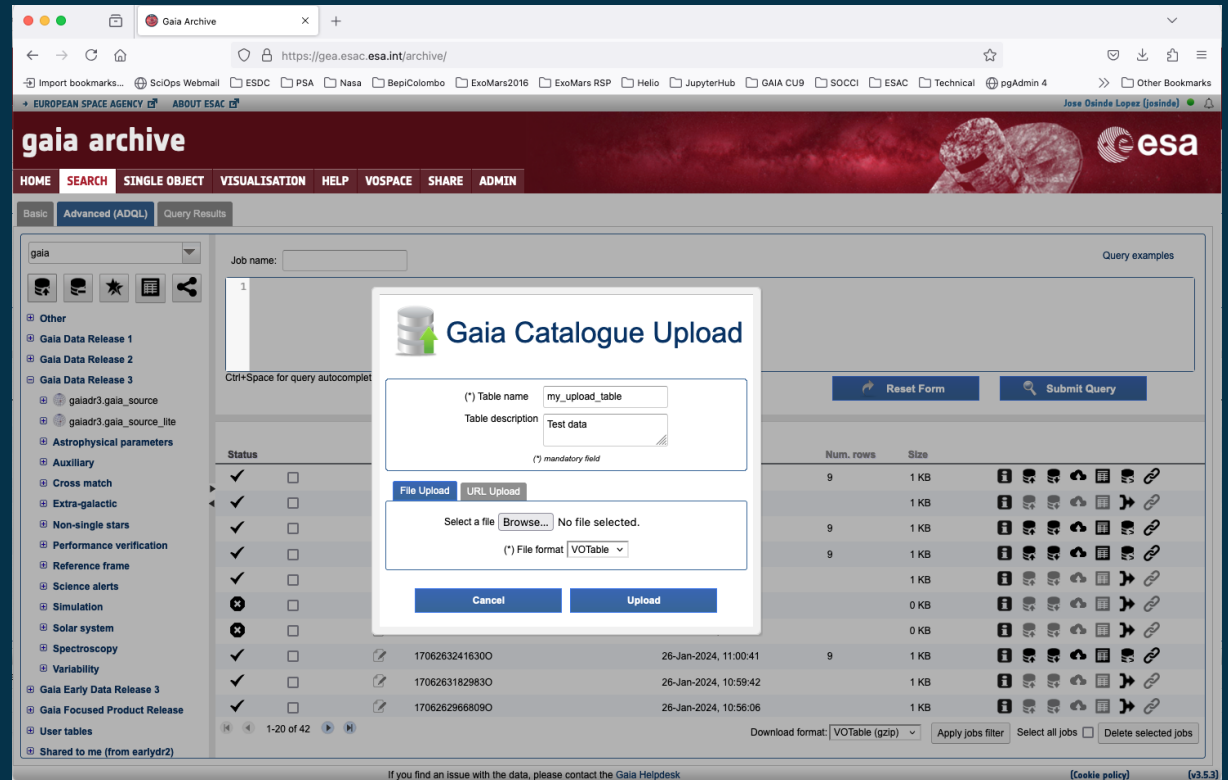 Gaia Archive
https://gea.esac.esa.int/archive/
Import bookmarks... SciOps Webmail ESDC PSA Nasa BepiColombo ExoMars2016 ExoMars RSP Helio JupyterHub GAIA CU9 SOCCI ESAC Technical pgAdmin 4 Other Bookmarks
EUROPEAN SPACE AGENCY ABOUT ESAC Jose Osinde Lopez (josinde)
gaia archive esa
HOME SEARCH SINGLE OBJECT VISUALISATION HELP VOSPACE SHARE ADMIN
Basic Advanced (ADQL) Query Results
gaia
Job name:
Query examples
1
Other
Gaia Data Release 1
Gaia Data Release 2
Gaia Data Release 3
gaiadr3.gaia_source
gaiadr3.gaia_source_lite
Astrophysical parameters
Auxiliary
Cross match
Extra-galactic
Non-single stars
Performance verification
Reference frame
Science alerts
Simulation
Solar system
Spectroscopy
Variability
Gaia Early Data Release 3
Gaia Focused Product Release
User tables
Shared to me (from earlydr2)
Ctrl+Space for query autocomplet
Reset Form Submit Query
Gaia Catalogue Upload
(*) Table name my_upload_table
Table description Test data
(*) mandatory field
File Upload URL Upload
Select a file Browse... No file selected.
(*) File format VOTable
Cancel Upload
Status Num. rows Size
9 1 KB
1 KB
9 1 KB
9 1 KB
1 KB
0 KB
0 KB
1706263241630O 26-Jan-2024, 11:00:41 9 1 KB
1706263182983O 26-Jan-2024, 10:59:42 1 KB
1706262966809O 26-Jan-2024, 10:56:06 1 KB
1-20 of 42
Download format: VOTable (gzip) Apply jobs filter Select all jobs Delete selected jobs
If you find an issue with the data, please contact the Gaia Helpdesk
[Cookie policy] (v3.5.3)